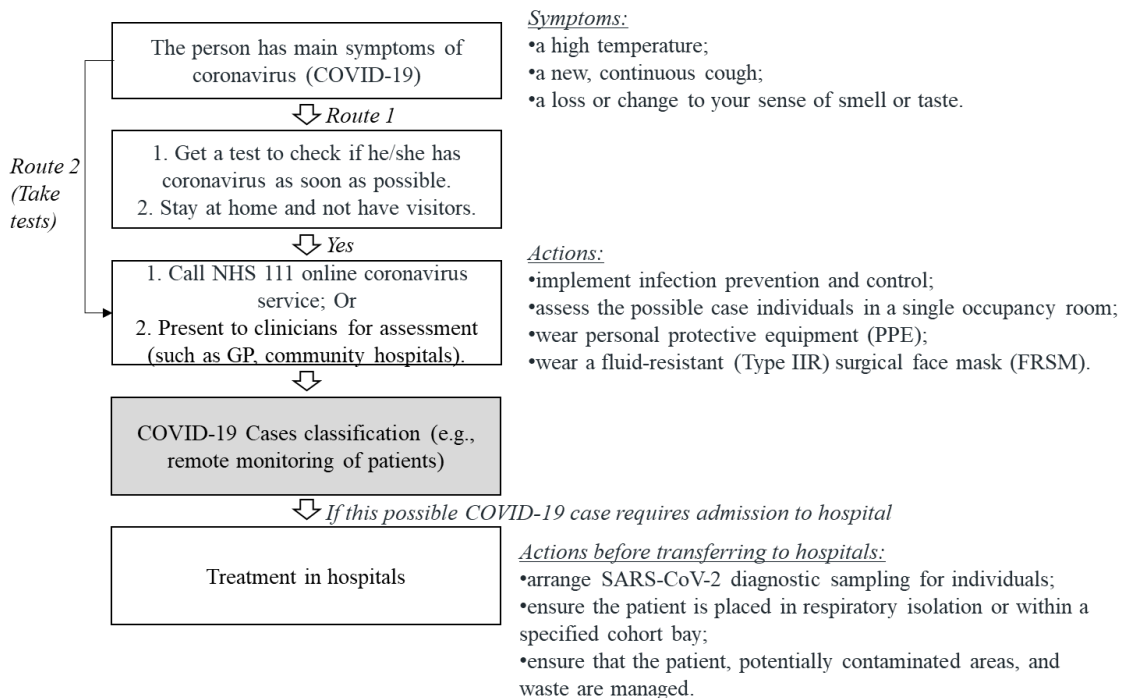 Symptoms:
•a high temperature;
•a new, continuous cough;
•a loss or change to your sense of smell or taste.
The person has main symptoms of
coronavirus (COVID-19)
Route 1
Route 2
(Take
tests)
1. Get a test to check if he/she has
coronavirus as soon as possible.
2. Stay at home and not have visitors.
Yes
1. Call NHS 111 online coronavirus
service; Or
2. Present to clinicians for assessment
(such as GP, community hospitals).
Actions:
•implement infection prevention and control;
•assess the possible case individuals in a single occupancy room;
•wear personal protective equipment (PPE);
•wear a fluid-resistant (Type IIR) surgical face mask (FRSM).
COVID-19 Cases classification (e.g.,
remote monitoring of patients)
If this possible COVID-19 case requires admission to hospital
Treatment in hospitals
Actions before transferring to hospitals:
•arrange SARS-CoV-2 diagnostic sampling for individuals;
•ensure the patient is placed in respiratory isolation or within a
specified cohort bay;
•ensure that the patient, potentially contaminated areas, and
waste are managed.